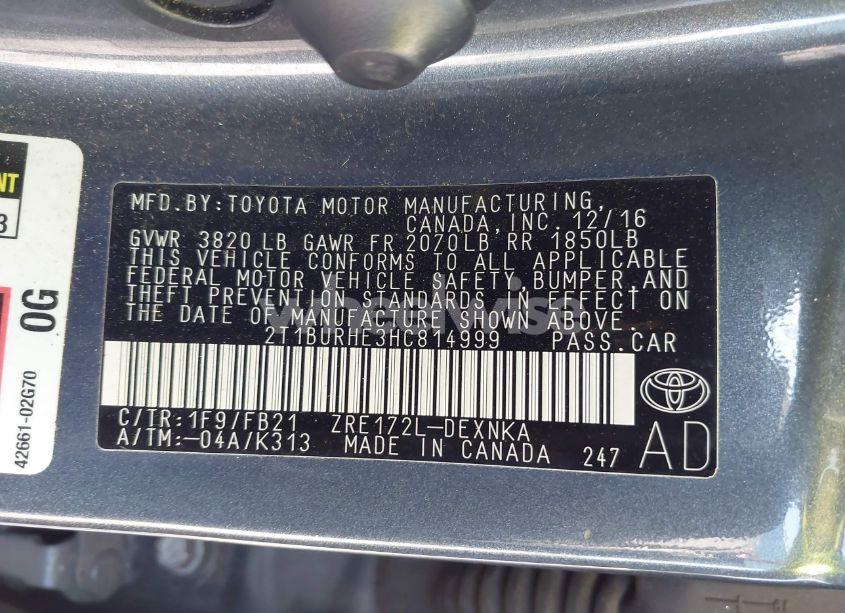 MFD.BY:TOYOTA MOTOR MANUFACTURING,
CANADA,INC. 12/16
GVWR 3820 LB GAWR FR 2070LB RR 1850LB
THIS VEHICLE CONFORMS TO ALL APPLICABLE
FEDERAL MOTOR VEHICLE SAFETY, BUMPER,AND
THEFT PREVENTION STANDARDS IN EFFECT ON
THE DATE OF MANUFACTURE SHOWN ABOVE.
2T1BURHE3HC814999 PASS.CAR
C/TR:1F9/FB21 ZRE172L-DEXNKA
A/TM:-04A/K313 MADE IN CANADA 247
AD
NT
3
0G
42661-02G70